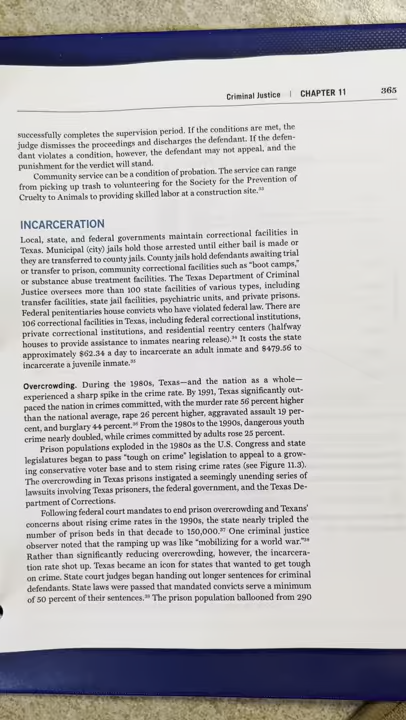 Criminal Justice | CHAPTER 11 365
successfully completes the supervision period. If the conditions are met, the
judge dismisses the proceedings and discharges the defendant. If the defen-
dant violates a condition, however, the defendant may not appeal, and the
punishment for the verdict will stand.
Community service can be a condition of probation. The service can range
from picking up trash to volunteering for the Society for the Prevention of
Cruelty to Animals to providing skilled labor at a construction site.
INCARCERATION
Local, state, and federal governments maintain correctional facilities in
Texas. Municipal (city) jails hold those arrested until either bail is made or
they are transferred to county jails. County jails hold defendants awaiting trial
or transfer to prison, community correctional facilities such as "boot camps,"
or substance abuse treatment facilities. The Texas Department of Criminal
Justice oversees more than 100 state facilities of various types, including
transfer facilities, state jail facilities, psychiatric units, and private prisons.
Federal penitentiaries house convicts who have violated federal law. There are
106 correctional facilities in Texas, including federal correctional institutions,
private correctional institutions, and residential reentry centers (halfway
houses to provide assistance to inmates nearing release). It costs the state
approximately $62.34 a day to incarcerate an adult inmate and $479.56 to
incarcerate a juvenile inmate.
Overcrowding. During the 1980s, Texas—and the nation as a whole—
experienced a sharp spike in the crime rate. By 1991, Texas significantly out-
paced the nation in crimes committed, with the murder rate 56 percent higher
than the national average, rape 26 percent higher, aggravated assault 19 per-
cent, and burglary 44 percent. From the 1980s to the 1990s, dangerous youth
crime nearly doubled, while crimes committed by adults rose 25 percent.
Prison populations exploded in the 1980s as the U.S. Congress and state
legislatures began to pass "tough on crime" legislation to appeal to a grow-
ing conservative voter base and to stem rising crime rates (see Figure 11.3).
The overcrowding in Texas prisons instigated a seemingly unending series of
lawsuits involving Texas prisoners, the federal government, and the Texas De-
partment of Corrections.
Following federal court mandates to end prison overcrowding and Texans'
concerns about rising crime rates in the 1990s, the state nearly tripled the
number of prison beds in that decade to 150,000. One criminal justice
observer noted that the ramping up was like "mobilizing for a world war."
Rather than significantly reducing overcrowding, however, the incarcera-
tion rate shot up. Texas became an icon for states that wanted to get tough
on crime. State court judges began handing out longer sentences for criminal
defendants. State laws were passed that mandated convicts serve a minimum
of 50 percent of their sentences. The prison population ballooned from 290